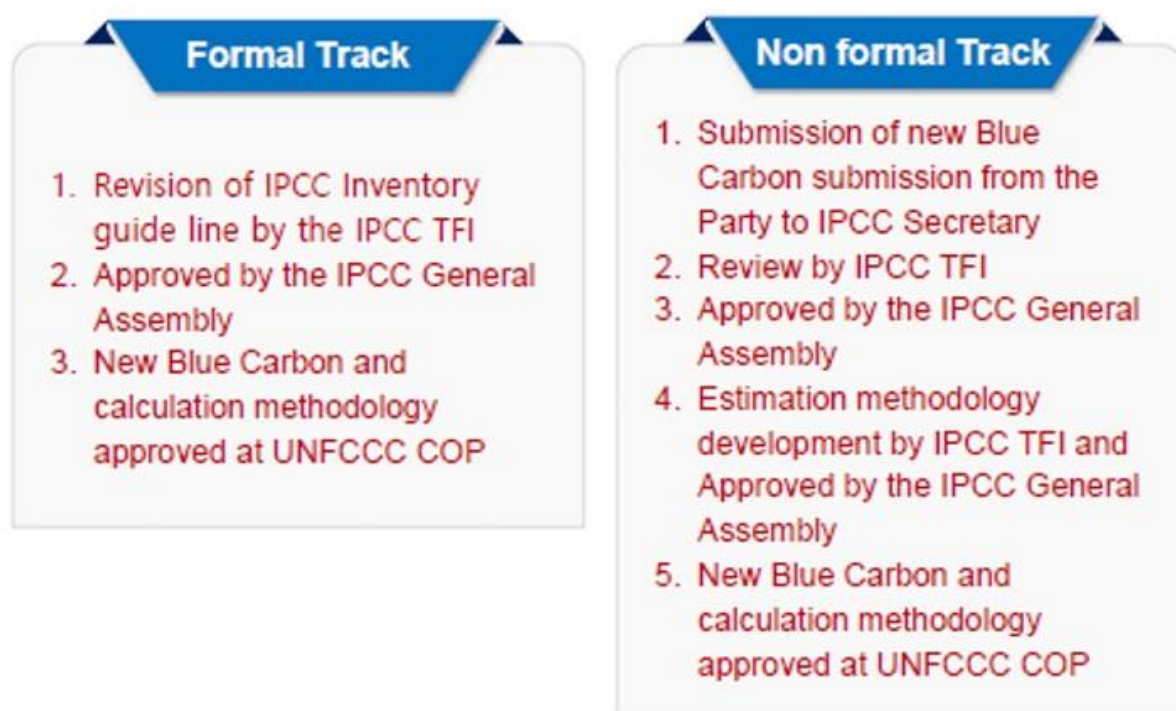 Formal Track
1. Revision of IPCC Inventory
guide line by the IPCC TFI
2. Approved by the IPCC General
Assembly
3. New Blue Carbon and
calculation methodology
approved at UNFCCC COP
Non formal Track
1. Submission of new Blue
Carbon submission from the
Party to IPCC Secretary
2. Review by IPCC TFI
3. Approved by the IPCC General
Assembly
4. Estimation methodology
development by IPCC TFI and
Approved by the IPCC General
Assembly
5. New Blue Carbon and
calculation methodology
approved at UNFCCC COP